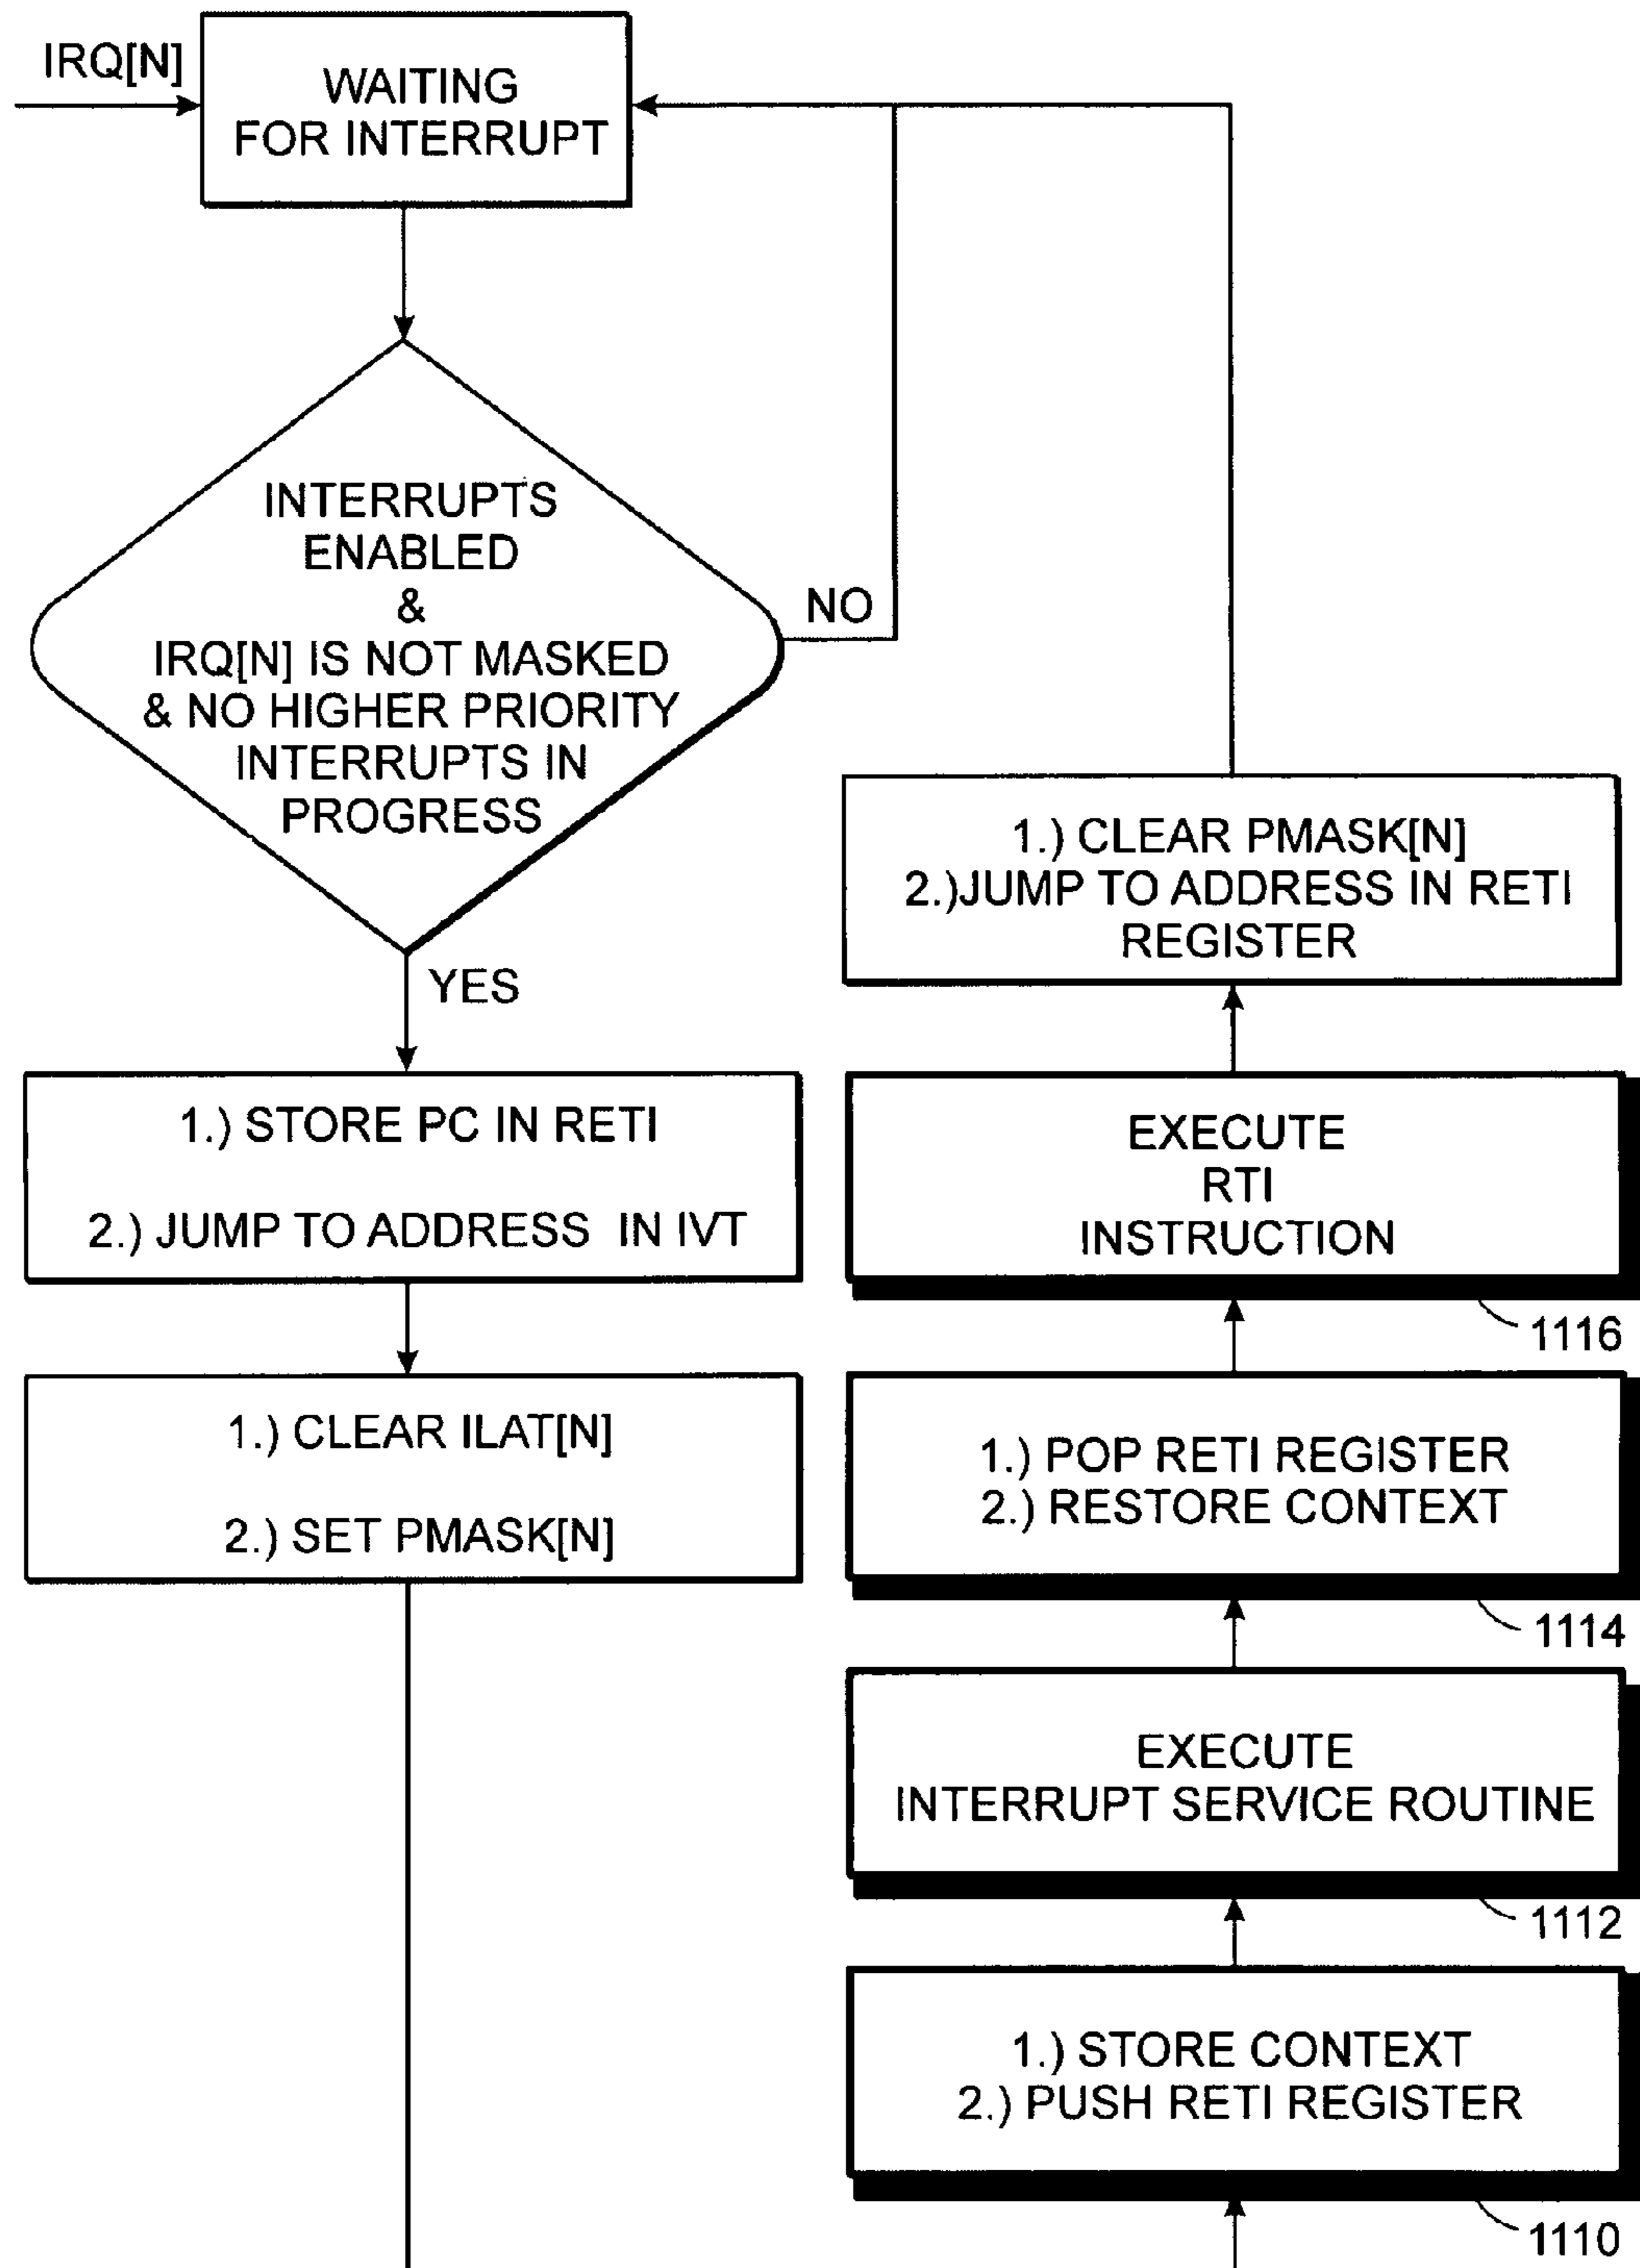 IRQ[N]
WAITING
FOR INTERRUPT
INTERRUPTS
ENABLED
&
IRQ[N] IS NOT MASKED
& NO HIGHER PRIORITY
INTERRUPTS IN
PROGRESS
NO
YES
1.) STORE PC IN RETI
2.) JUMP TO ADDRESS IN IVT
1.) CLEAR ILAT[N]
2.) SET PMASK[N]
1.) CLEAR PMASK[N]
2.)JUMP TO ADDRESS IN RETI
REGISTER
EXECUTE
RTI
INSTRUCTION
1116
1.) POP RETI REGISTER
2.) RESTORE CONTEXT
1114
EXECUTE
INTERRUPT SERVICE ROUTINE
1112
1.) STORE CONTEXT
2.) PUSH RETI REGISTER
1110